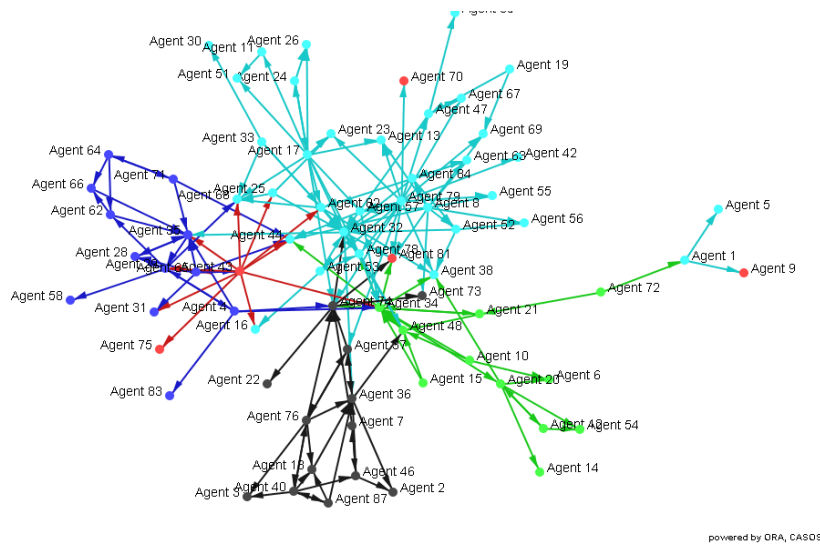 Agent 30
Agent 11
Agent 26
Agent 51
Agent 24
Agent 70
Agent 19
Agent 67
Agent 47
Agent 33
Agent 17
Agent 23
Agent 13
Agent 69
Agent 64
Agent 71
Agent 66
Agent 25
Agent 84
Agent 63
Agent 42
Agent 79
Agent 55
Agent 62
Agent 57
Agent 8
Agent 5
Agent 44
Agent 32
Agent 52
Agent 56
Agent 28
Agent 78
Agent 81
Agent 1
Agent 53
Agent 38
Agent 9
Agent 58
Agent 31
Agent 4
Agent 74
Agent 34
Agent 73
Agent 72
Agent 21
Agent 16
Agent 48
Agent 75
Agent 37
Agent 10
Agent 22
Agent 15
Agent 20
Agent 6
Agent 83
Agent 36
Agent 76
Agent 7
Agent 54
Agent 18
Agent 46
Agent 14
Agent 40
Agent 2
Agent 87
powered by ORA, CASOS